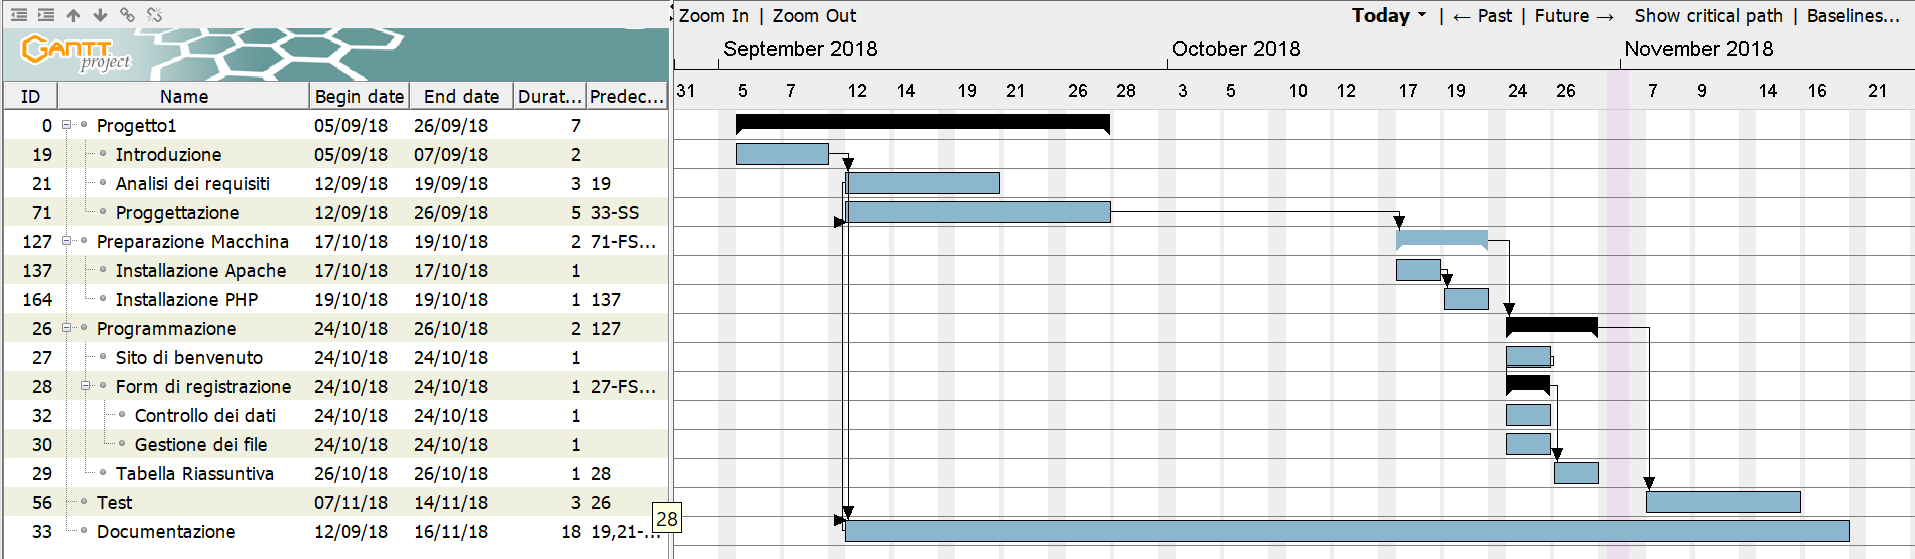 Zoom In | Zoom Out Today | ← Past | Future → Show critical path | Baselines...
GANTT project
September 2018 October 2018 November 2018
31 5 7 12 14 19 21 26 28 3 5 10 12 17 19 24 26 7 9 14 16 21
ID Name Begin date End date Durat... Predec...
0 Progetto1 05/09/18 26/09/18 7
19 Introduzione 05/09/18 07/09/18 2
21 Analisi dei requisiti 12/09/18 19/09/18 3 19
71 Proggettazione 12/09/18 26/09/18 5 33-SS
127 Preparazione Macchina 17/10/18 19/10/18 2 71-FS...
137 Installazione Apache 17/10/18 17/10/18 1
164 Installazione PHP 19/10/18 19/10/18 1 137
26 Programmazione 24/10/18 26/10/18 2 127
27 Sito di benvenuto 24/10/18 24/10/18 1
28 Form di registrazione 24/10/18 24/10/18 1 27-FS...
32 Controllo dei dati 24/10/18 24/10/18 1
30 Gestione dei file 24/10/18 24/10/18 1
29 Tabella Riassuntiva 26/10/18 26/10/18 1 28
56 Test 07/11/18 14/11/18 3 26
33 Documentazione 12/09/18 16/11/18 18 19,21-...
28